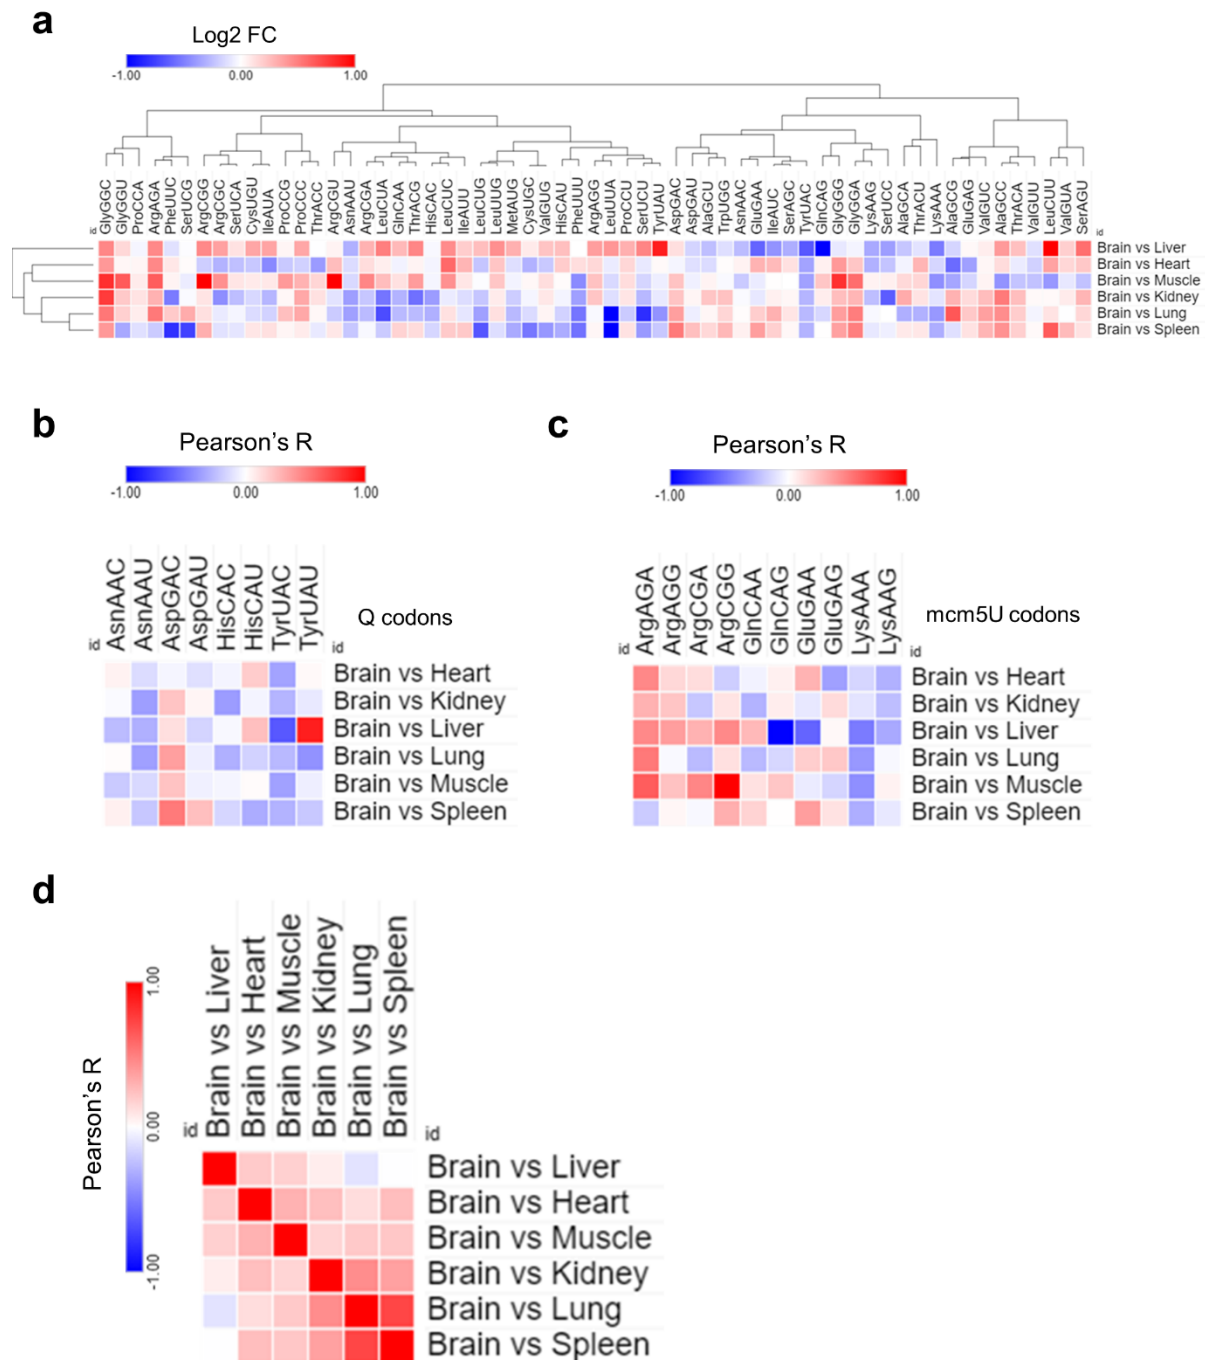 a
Log2 FC
-1.00 0.00 1.00
id GlyGGC GlyGGU ProCCA ArgAGA PheUUC SerUCG ArgCGG ArgCGC SerUCA CysUGU IleAUA ProCCG ProCCC ThrACC ArgCGU AsnAAU ArgCGA LeuCUA GlnCAA ThrACG HisCAC LeuCUC IleAUU LeuCUG LeuUUG MetAUG CysUGC ValGUG HisCAU PheUUU ArgAGG LeuUUA ProCCU SerUCU TyrUAU AspGAC AspGAU AlaGCU TrpUGG AsnAAC GluGAA IleAUC SerAGC TyrUAC GlnCAG GlyGGG GlyGGA LysAAG SerUCC AlaGCA ThrACU LysAAA AlaGCG GluGAG ValGUC AlaGCC ThrACA ValGUU LeuCUU ValGUA SerAGU id
Brain vs Liver
Brain vs Heart
Brain vs Muscle
Brain vs Kidney
Brain vs Lung
Brain vs Spleen
b
Pearson's R
-1.00 0.00 1.00
id AsnAAC AsnAAU AspGAC AspGAU HisCAC HisCAU TyrUAC TyrUAU id
Q codons
Brain vs Heart
Brain vs Kidney
Brain vs Liver
Brain vs Lung
Brain vs Muscle
Brain vs Spleen
c
Pearson's R
-1.00 0.00 1.00
id ArgAGA ArgAGG ArgCGA ArgCGG GlnCAA GlnCAG GluGAA GluGAG LysAAA LysAAG id
mcm5U codons
Brain vs Heart
Brain vs Kidney
Brain vs Liver
Brain vs Lung
Brain vs Muscle
Brain vs Spleen
d
Pearson's R
-1.00 0.00 1.00
id Brain vs Liver Brain vs Heart Brain vs Muscle Brain vs Kidney Brain vs Lung Brain vs Spleen id
Brain vs Liver
Brain vs Heart
Brain vs Muscle
Brain vs Kidney
Brain vs Lung
Brain vs Spleen